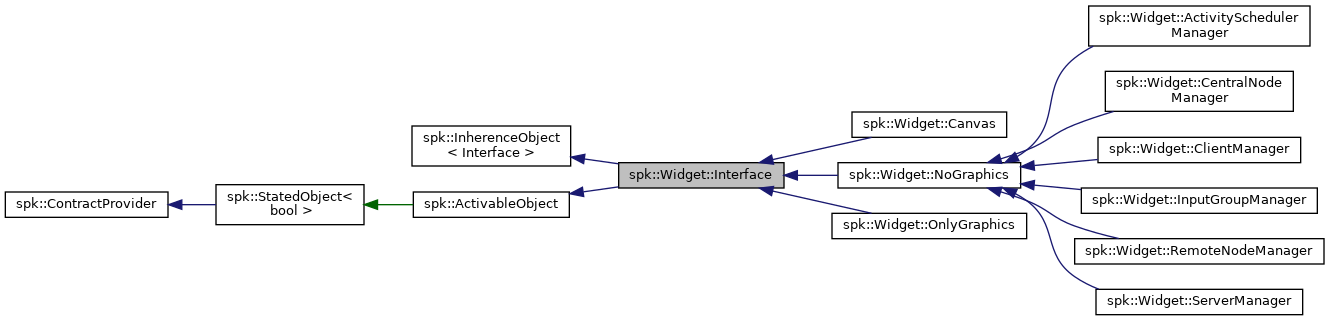 spk::ContractProvider
spk::StatedObject<
bool >
spk::InherenceObject
< Interface >
spk::ActivableObject
spk::Widget::Interface
spk::Widget::Canvas
spk::Widget::NoGraphics
spk::Widget::OnlyGraphics
spk::Widget::ActivityScheduler
Manager
spk::Widget::CentralNode
Manager
spk::Widget::ClientManager
spk::Widget::InputGroupManager
spk::Widget::RemoteNodeManager
spk::Widget::ServerManager